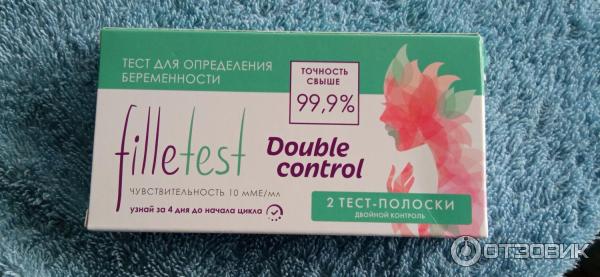 ТЕСТ ДЛЯ ОПРЕДЕЛЕНИЯ
БЕРЕМЕННОСТИ
ТОЧНОСТЬ
СВЫШЕ
99,9%
filletest
Double
control
ЧУВСТВИТЕЛЬНОСТЬ 10 мМЕ/мл
узнай за 4 дня до начала цикла
2 ТЕСТ-ПОЛОСКИ
ДВОЙНОЙ КОНТРОЛЬ
ОТЗОВИК